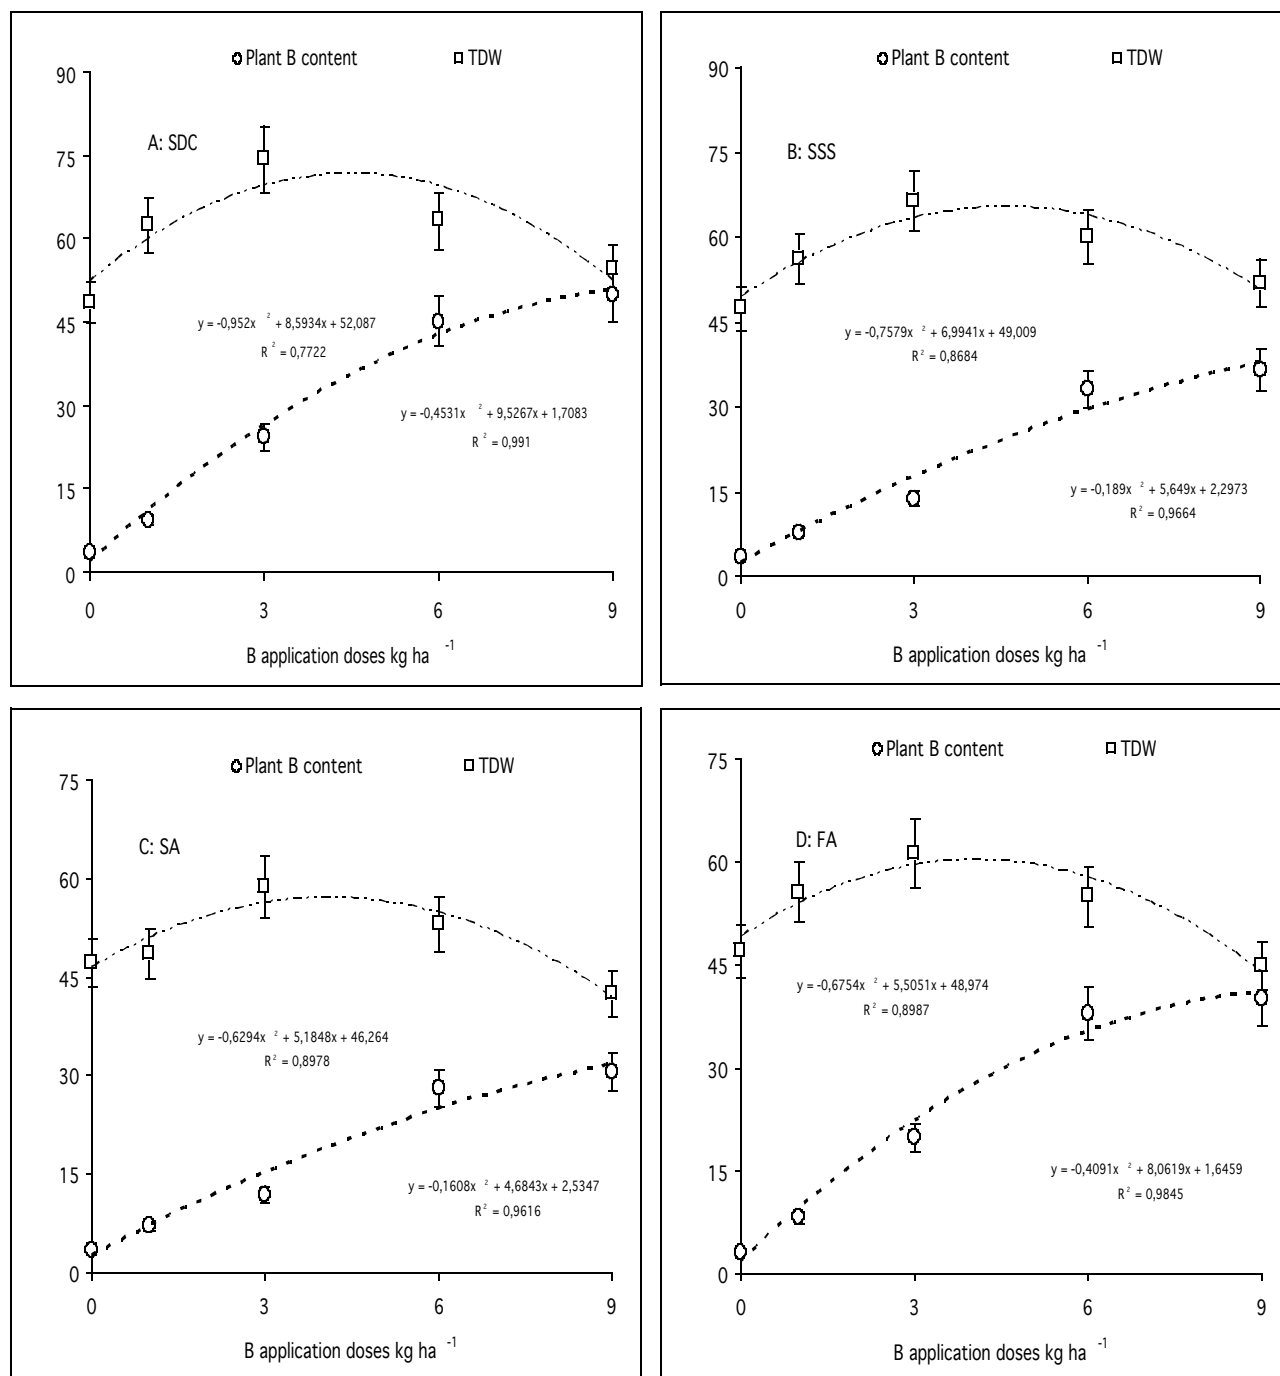 Plant B content TDW
90
A: SDC
75
60
45
y = -0,952x ² + 8,5934x + 52,087
R ² = 0,7722
30
y = -0,4531x ² + 9,5267x + 1,7083
R ² = 0,991
15
0
0 3 6 9
B application doses kg ha ⁻¹
Plant B content TDW
90
75
B: SSS
60
45
y = -0,7579x ² + 6,9941x + 49,009
R ² = 0,8684
30
15
y = -0,189x ² + 5,649x + 2,2973
R ² = 0,9664
0
0 3 6 9
B application doses kg ha ⁻¹
Plant B content TDW
75
C: SA
60
45
y = -0,6294x ² + 5,1848x + 46,264
R ² = 0,8978
30
15
y = -0,1608x ² + 4,6843x + 2,5347
R ² = 0,9616
0
0 3 6 9
B application doses kg ha ⁻¹
Plant B content TDW
75
D: FA
60
45
y = -0,6754x ² + 5,5051x + 48,974
R ² = 0,8987
30
15
y = -0,4091x ² + 8,0619x + 1,6459
R ² = 0,9845
0
0 3 6 9
B application doses kg ha ⁻¹